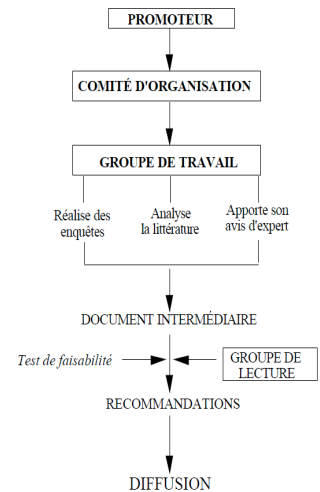 PROMOTEUR
COMITÉ D'ORGANISATION
GROUPE DE TRAVAIL
Réalise des
enquêtes
Analyse
la littérature
Apporte son
avis d'expert
DOCUMENT INTERMÉDIAIRE
Test de faisabilité
GROUPE DE
LECTURE
RECOMMANDATIONS
DIFFUSION